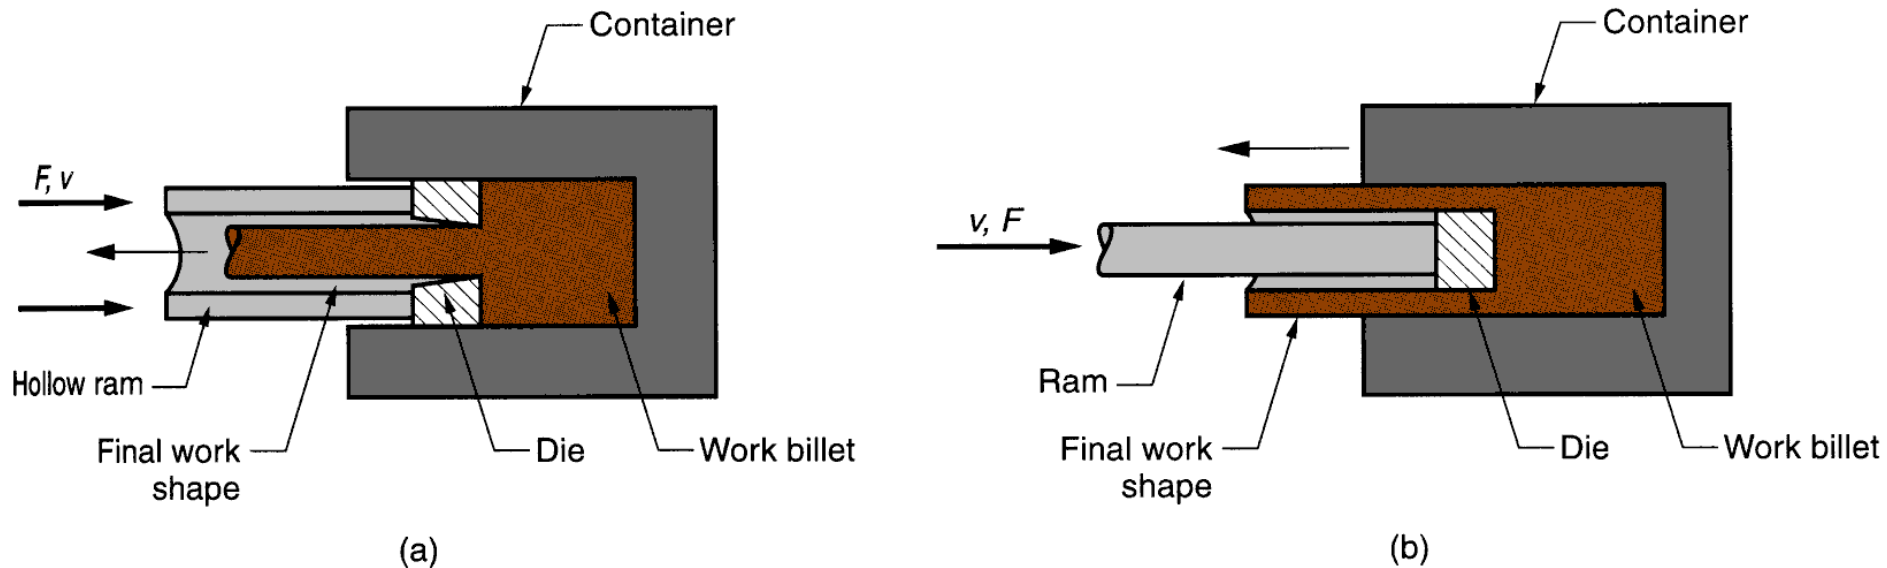 Container
F, v
Hollow ram
Final work
shape
Die
Work billet
(a)
Container
v, F
Ram
Final work
shape
Die
Work billet
(b)